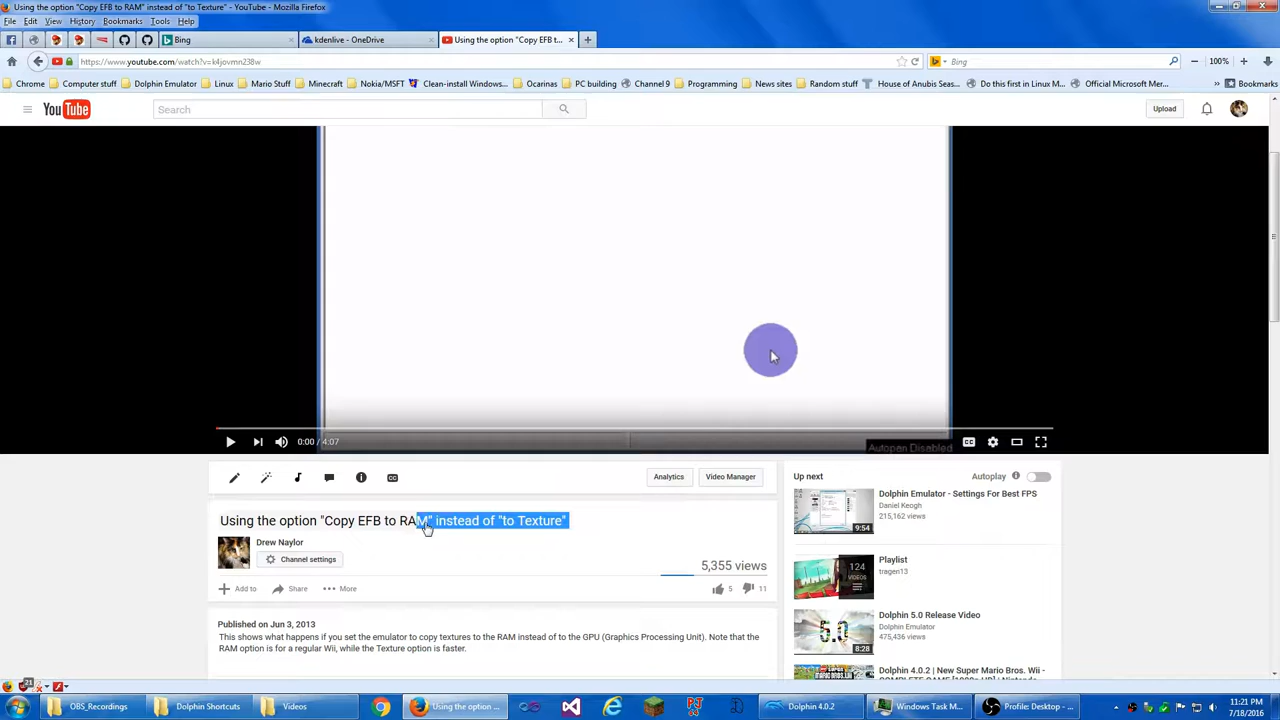 Using the option "Copy EFB to RAM" instead of "to Texture" - YouTube - Mozilla Firefox
File Edit View History Bookmarks Tools Help
Bing × kdenlive - OneDrive × Using the option "Copy EFB t... × +
https://www.youtube.com/watch?v=k4jovmn238w
Bing
100%
Chrome Computer stuff Dolphin Emulator Linux Mario Stuff Minecraft Nokia/MSFT Clean-install Windows... Ocarinas PC building Channel 9 Programming News sites Random stuff House of Anubis Seas... Do this first in Linux M... Official Microsoft Mer... Bookmarks
YouTube
Search
Upload
0:00 / 4:07
Autopan Disabled
CC
Analytics
Video Manager
Using the option "Copy EFB to RAM" instead of "to Texture"
Drew Naylor
Channel settings
5,355 views
Add to Share More
5 11
Published on Jun 3, 2013
This shows what happens if you set the emulator to copy textures to the RAM instead of to the GPU (Graphics Processing Unit). Note that the
RAM option is for a regular Wii, while the Texture option is faster.
Up next
Autoplay
Dolphin Emulator - Settings For Best FPS
Daniel Keogh
215,162 views
9:54
Playlist
tragen13
124
VIDEOS
Dolphin 5.0 Release Video
Dolphin Emulator
475,436 views
5.0
8:28
Dolphin 4.0.2 | New Super Mario Bros. Wii -
21
OBS_Recordings Dolphin Shortcuts Videos Using the option ... Dolphin 4.0.2 Windows Task M... Profile: Desktop - ...
11:21 PM
7/18/2016